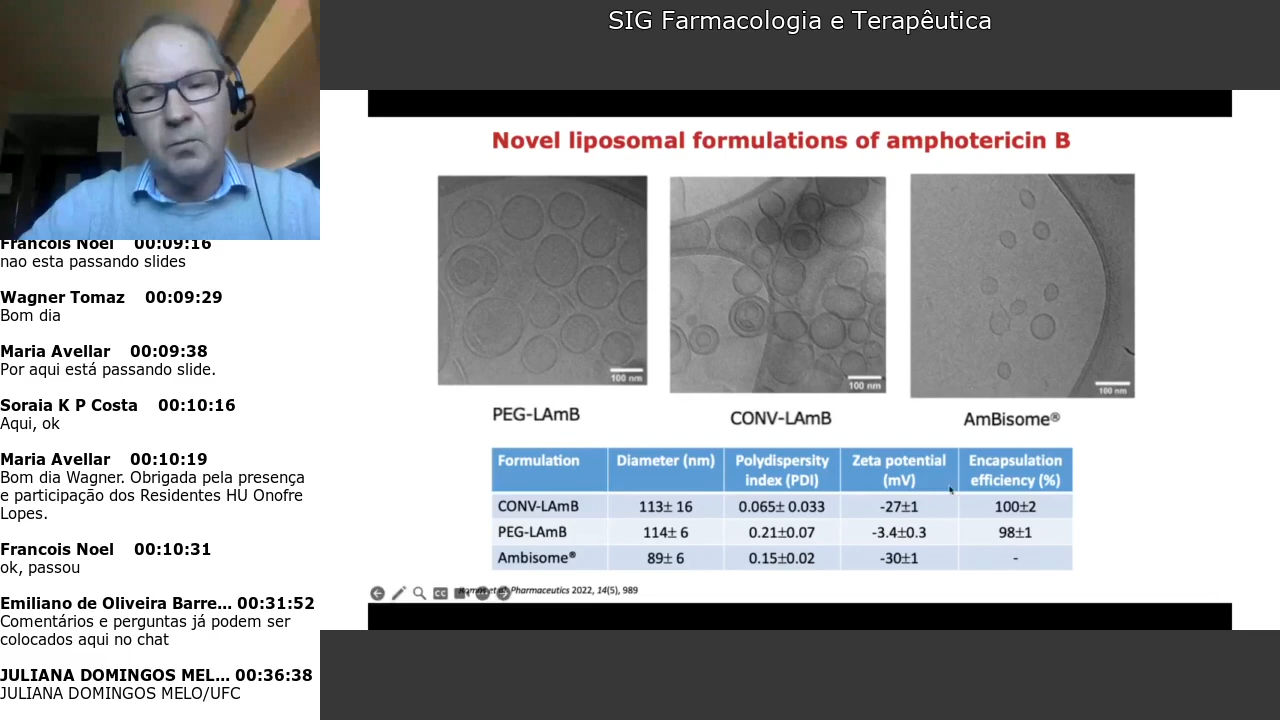 SIG Farmacologia e Terapêutica
Francois Noel 00:09:16
nao esta passando slides
Wagner Tomaz 00:09:29
Bom dia
Maria Avellar 00:09:38
Por aqui está passando slide.
Soraia K P Costa 00:10:16
Aqui, ok
Maria Avellar 00:10:19
Bom dia Wagner. Obrigada pela presença
e participação dos Residentes HU Onofre
Lopes.
Francois Noel 00:10:31
ok, passou
Emiliano de Oliveira Barre... 00:31:52
Comentários e perguntas já podem ser
colocados aqui no chat
JULIANA DOMINGOS MEL... 00:36:38
JULIANA DOMINGOS MELO/UFC
Novel liposomal formulations of amphotericin B
100 nm
100 nm
100 nm
PEG-LAmB
CONV-LAmB
AmBisome®
Formulation Diameter (nm) Polydispersity index (PDI) Zeta potential (mV) Encapsulation efficiency (%)
CONV-LAmB 113± 16 0.065± 0.033 -27±1 100±2
PEG-LAmB 114± 6 0.21±0.07 -3.4±0.3 98±1
Ambisome® 89± 6 0.15±0.02 -30±1 -
CC
Pharmaceutics 2022, 14(5), 989